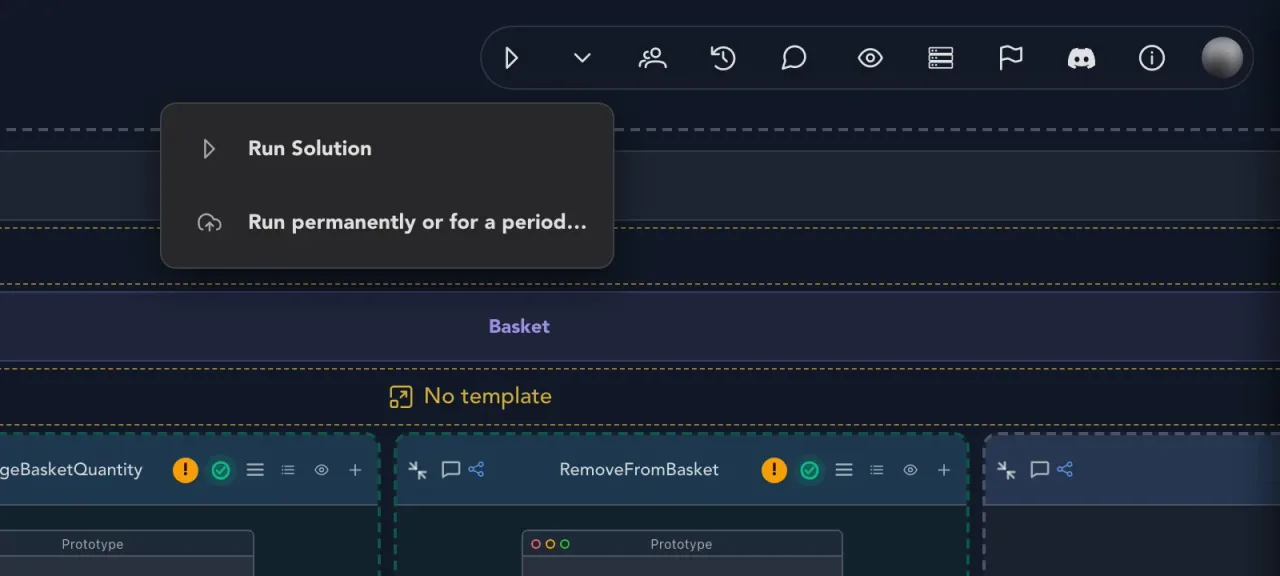 Run Solution
Run permanently or for a period...
Basket
No template
geBasketQuantity
RemoveFromBasket
Prototype
Prototype